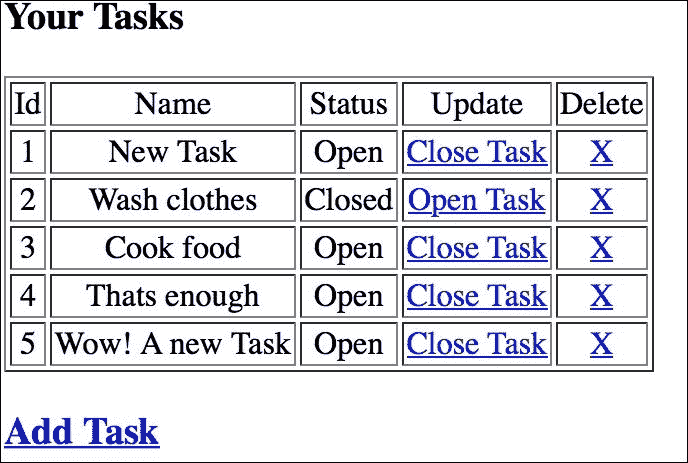 Your Tasks
Id Name Status Update Delete
1 New Task Open Close Task X
2 Wash clothes Closed Open Task X
3 Cook food Open Close Task X
4 Thats enough Open Close Task X
5 Wow! A new Task Open Close Task X
Add Task